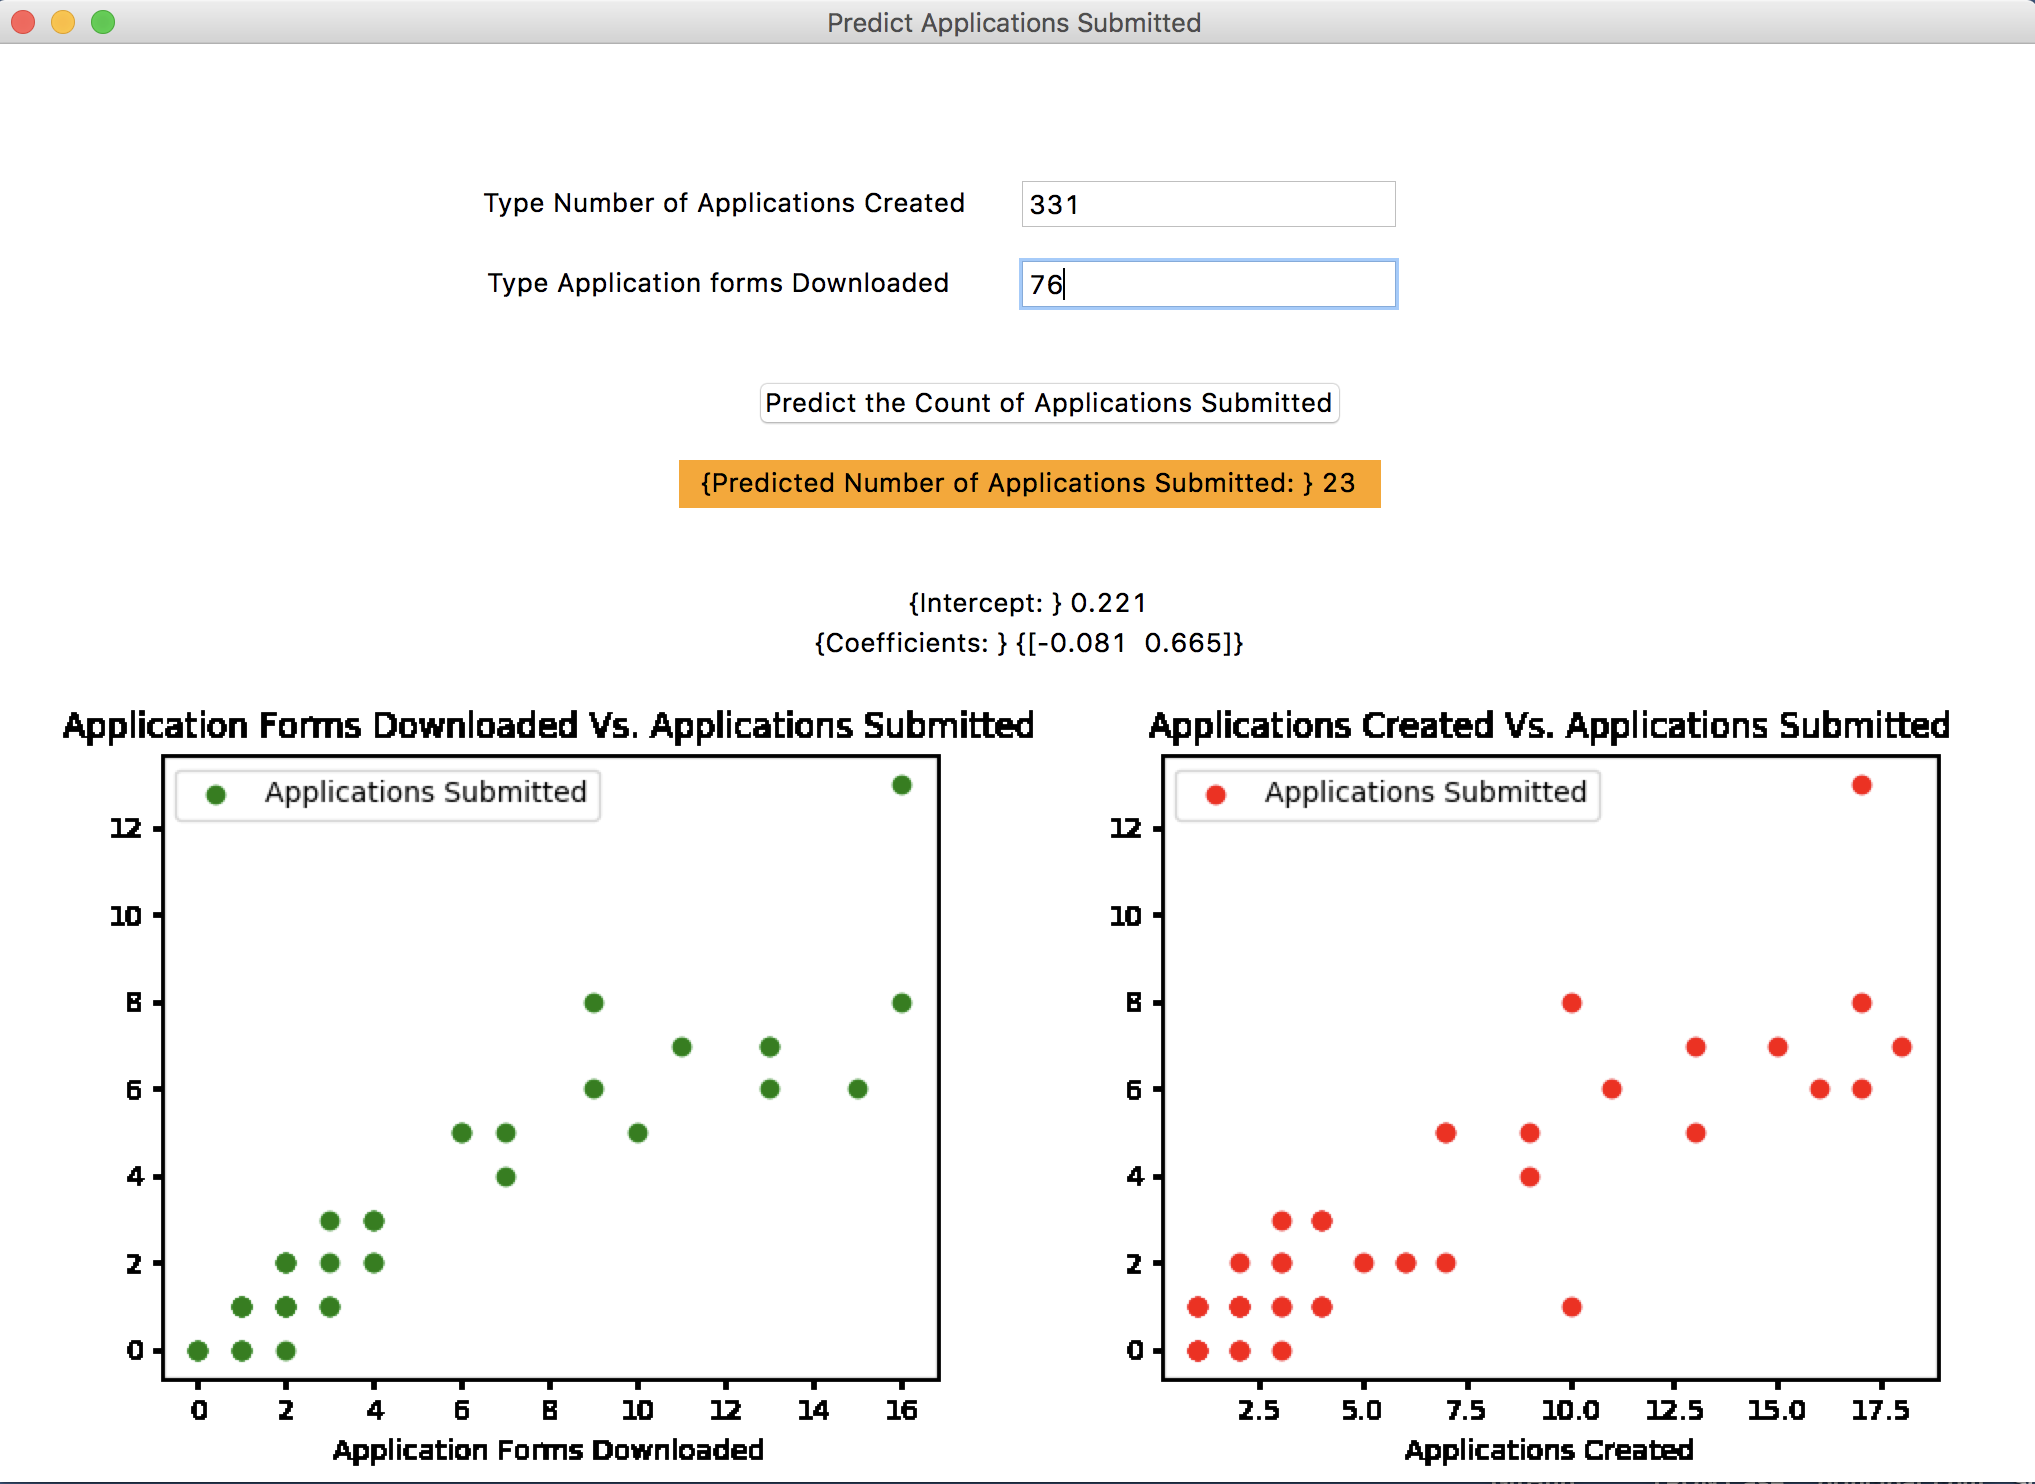 Predict Applications Submitted
Type Number of Applications Created 331
Type Application forms Downloaded 76
Predict the Count of Applications Submitted
{Predicted Number of Applications Submitted: } 23
{Intercept: } 0.221
{Coefficients: } {[-0.081  0.665]}
Application Forms Downloaded Vs. Applications Submitted
Applications Submitted
12
10
8
6
4
2
0
0 2 4 6 8 10 12 14 16
Application Forms Downloaded
Applications Created Vs. Applications Submitted
Applications Submitted
12
10
8
6
4
2
0
2.5 5.0 7.5 10.0 12.5 15.0 17.5
Applications Created